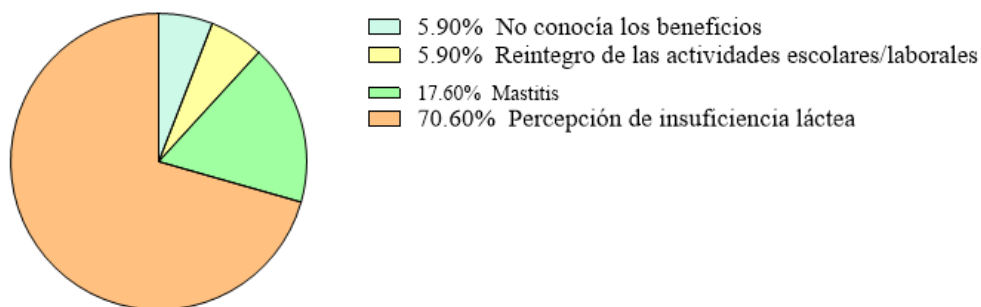 5.90% No conocía los beneficios
5.90% Reintegro de las actividades escolares/laborales
17.60% Mastitis
70.60% Percepción de insuficiencia láctea